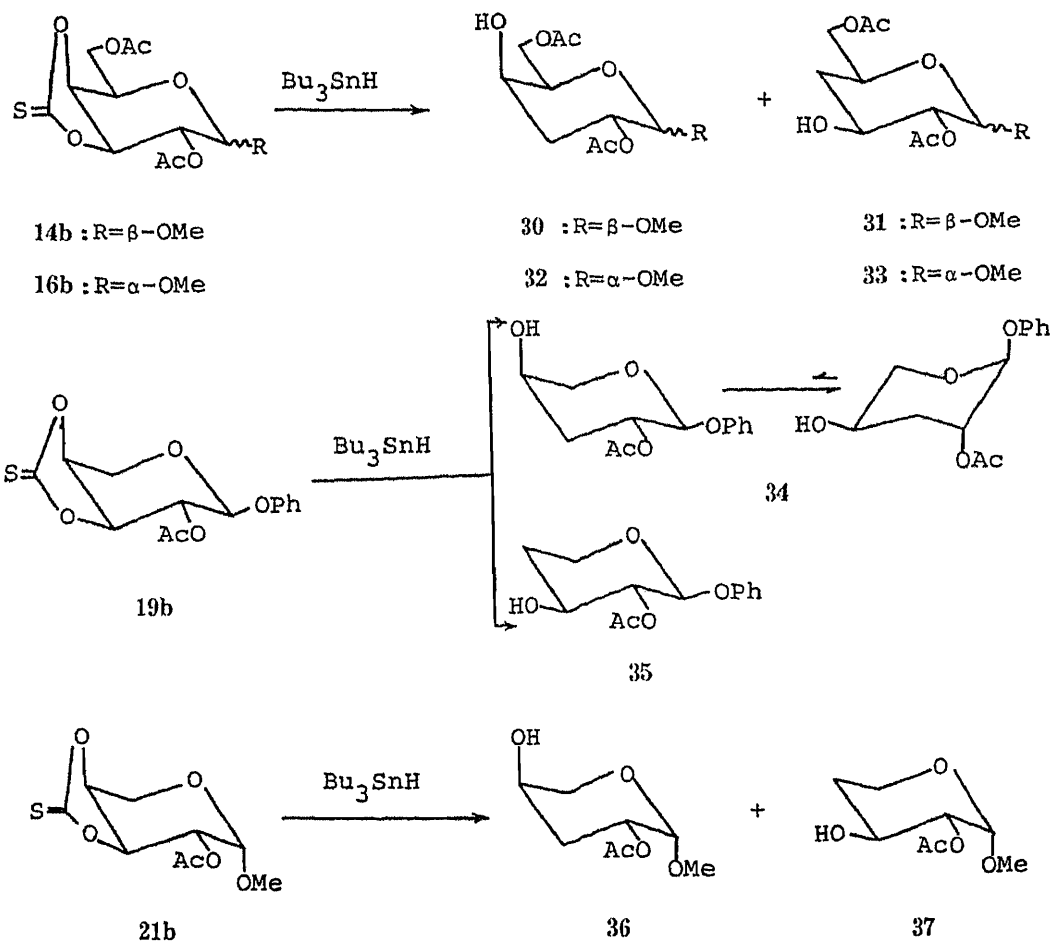 O HO
OAc OAc OAc
O O O
S= Bu3SnH +
O HO
AcO R AcO R AcO R
14b :R=β-OMe 30 :R=β-OMe 31 :R=β-OMe
16b :R=α-OMe 32 :R=α-OMe 33 :R=α-OMe
OH OPh
O O
O O HO
S= Bu3SnH OPh
O OPh AcO OAc
AcO 34
O
19b HO OPh
AcO
35
O OH
O Bu3SnH O O
S= +
O HO
AcO AcO AcO
OMe OMe OMe
21b 36 37